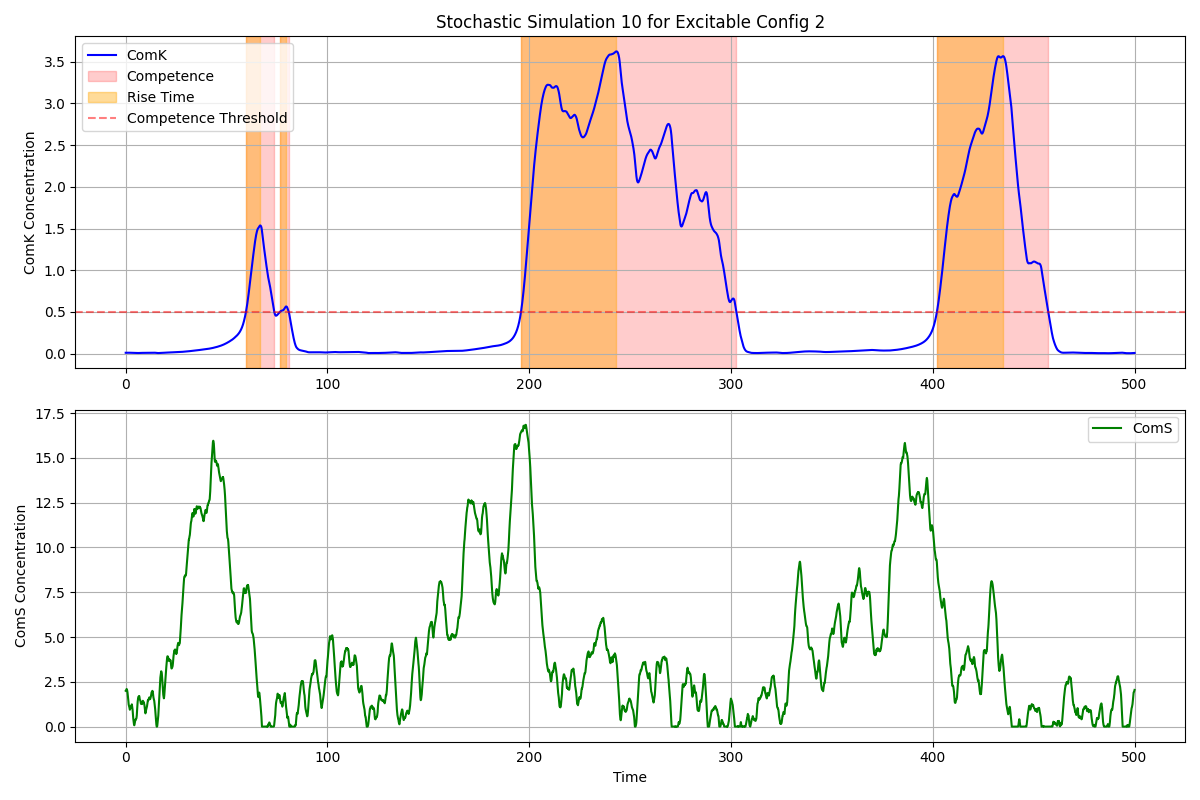 Stochastic Simulation 10 for Excitable Config 2
ComK Concentration
3.5
3.0
2.5
2.0
1.5
1.0
0.5
0.0
ComK
Competence
Rise Time
Competence Threshold
0 100 200 300 400 500
ComS Concentration
17.5
15.0
12.5
10.0
7.5
5.0
2.5
0.0
ComS
0 100 200 300 400 500
Time